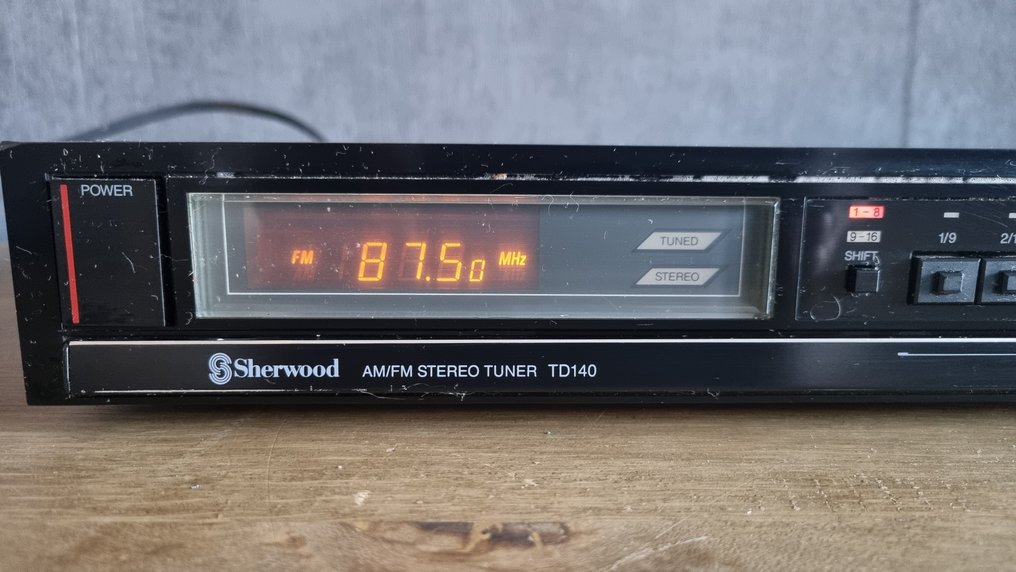 POWER
FM 87.50 MHz
TUNED
STEREO
1-8
9-16
SHIFT
1/9
Sherwood AM/FM STEREO TUNER TD140